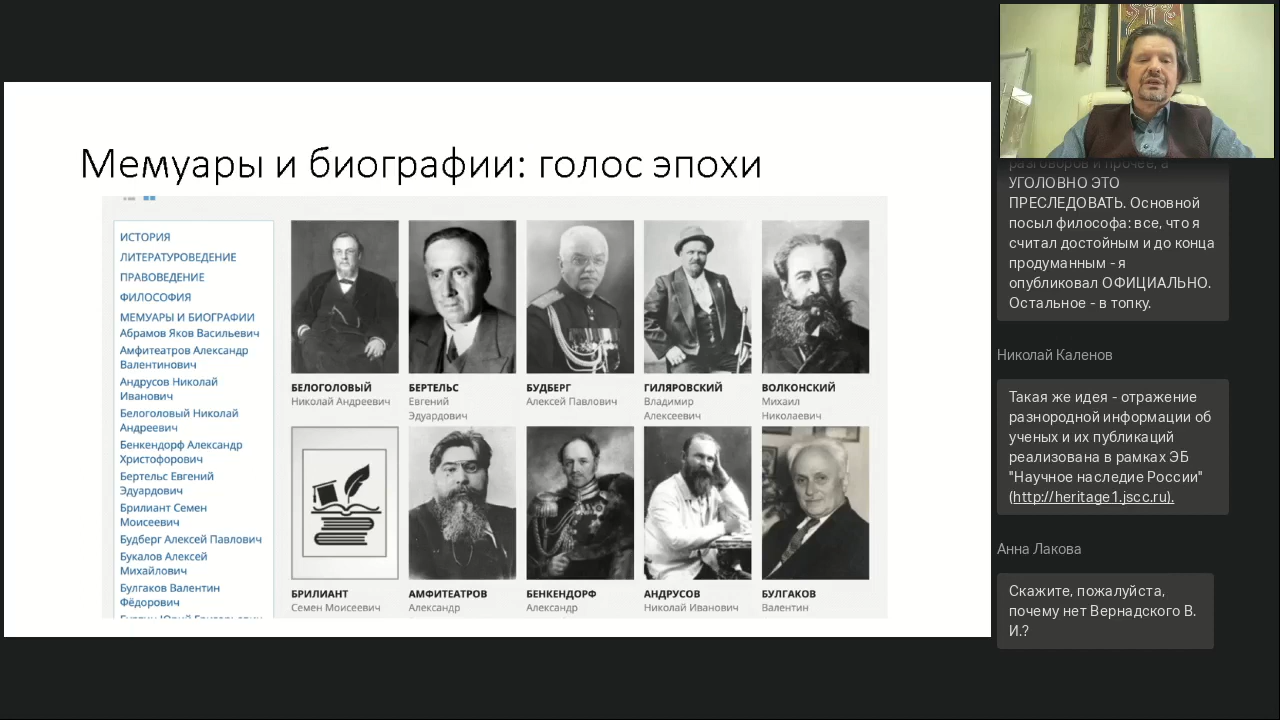 Мемуары и биографии: голос эпохи
ИСТОРИЯ
ЛИТЕРАТУРОВЕДЕНИЕ
ПРАВОВЕДЕНИЕ
ФИЛОСОФИЯ
МЕМУАРЫ И БИОГРАФИИ
Абрамов Яков Васильевич
Амфитеатров Александр
Валентинович
Андрусов Николай
Иванович
Белоголовый Николай
Андреевич
Бенкендорф Александр
Христофорович
Бертельс Евгений
Эдуардович
Брилиант Семен
Моисеевич
Будберг Алексей Павлович
Букалов Алексей
Михайлович
Булгаков Валентин
Фёдорович
БЕЛОГОЛОВЫЙ
Николай Андреевич
БЕРТЕЛЬС
Евгений
Эдуардович
БУДБЕРГ
Алексей Павлович
ГИЛЯРОВСКИЙ
Владимир
Алексеевич
ВОЛКОНСКИЙ
Михаил
Николаевич
БРИЛИАНТ
Семен Моисеевич
АМФИТЕАТРОВ
Александр
БЕНКЕНДОРФ
Александр
АНДРУСОВ
Николай Иванович
БУЛГАКОВ
Валентин
разговоров и прочее, а
УГОЛОВНО ЭТО
ПРЕСЛЕДОВАТЬ. Основной
посыл философа: все, что я
считал достойным и до конца
продуманным - я
опубликовал ОФИЦИАЛЬНО.
Остальное - в топку.
Николай Каленов
Такая же идея - отражение
разнородной информации об
ученых и их публикаций
реализована в рамках ЭБ
"Научное наследие России"
(http://heritage1.jscc.ru).
Анна Лакова
Скажите, пожалуйста,
почему нет Вернадского В.
И.?